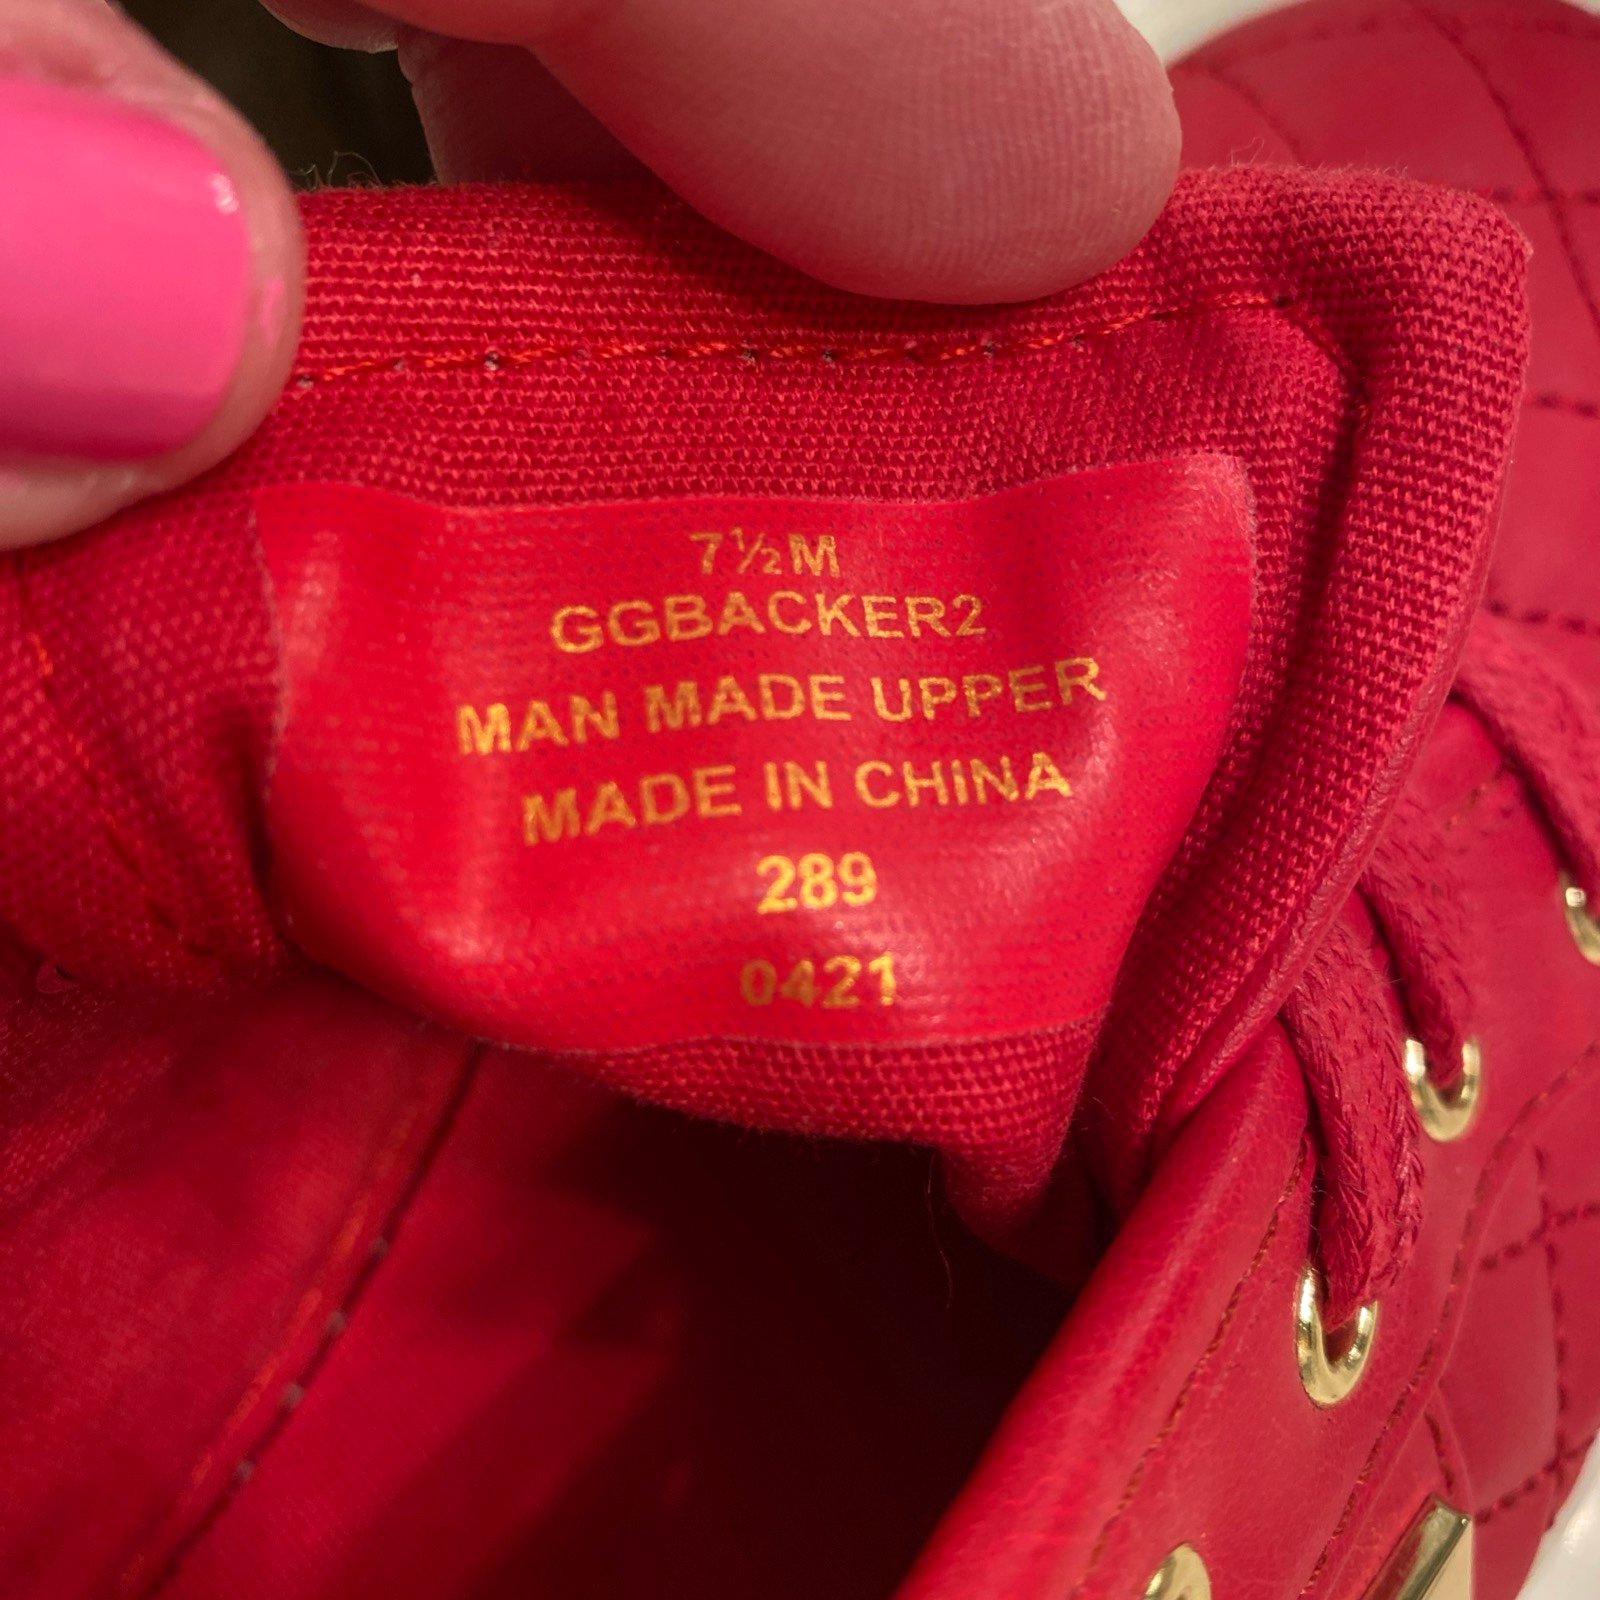 7½M
GGBACKER2
MAN MADE UPPER
MADE IN CHINA
289
0421